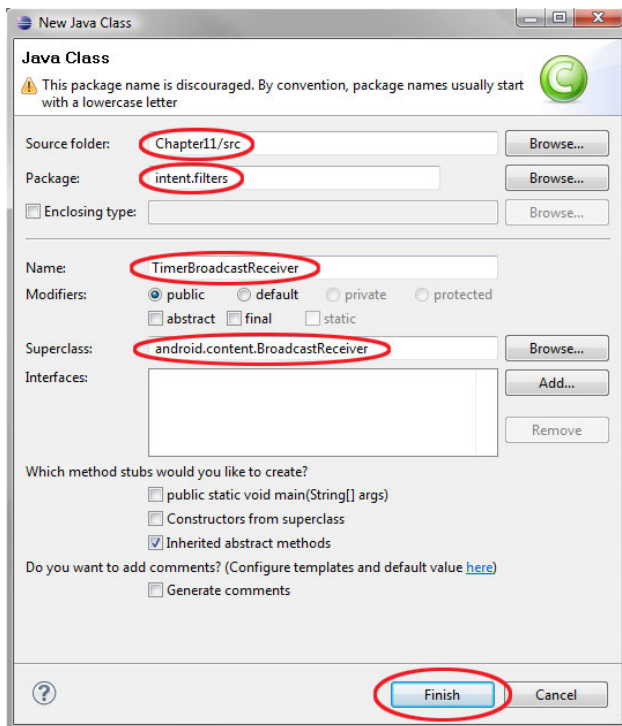 New Java Class
Java Class
This package name is discouraged. By convention, package names usually start
with a lowercase letter
Source folder: Chapter11/src Browse...
Package: intent.filters Browse...
Enclosing type: Browse...
Name: TimerBroadcastReceiver
Modifiers: public default private protected
abstract final static
Superclass: android.content.BroadcastReceiver Browse...
Interfaces: Add...
Remove
Which method stubs would you like to create?
public static void main(String[] args)
Constructors from superclass
Inherited abstract methods
Do you want to add comments? (Configure templates and default value here)
Generate comments
? Finish Cancel